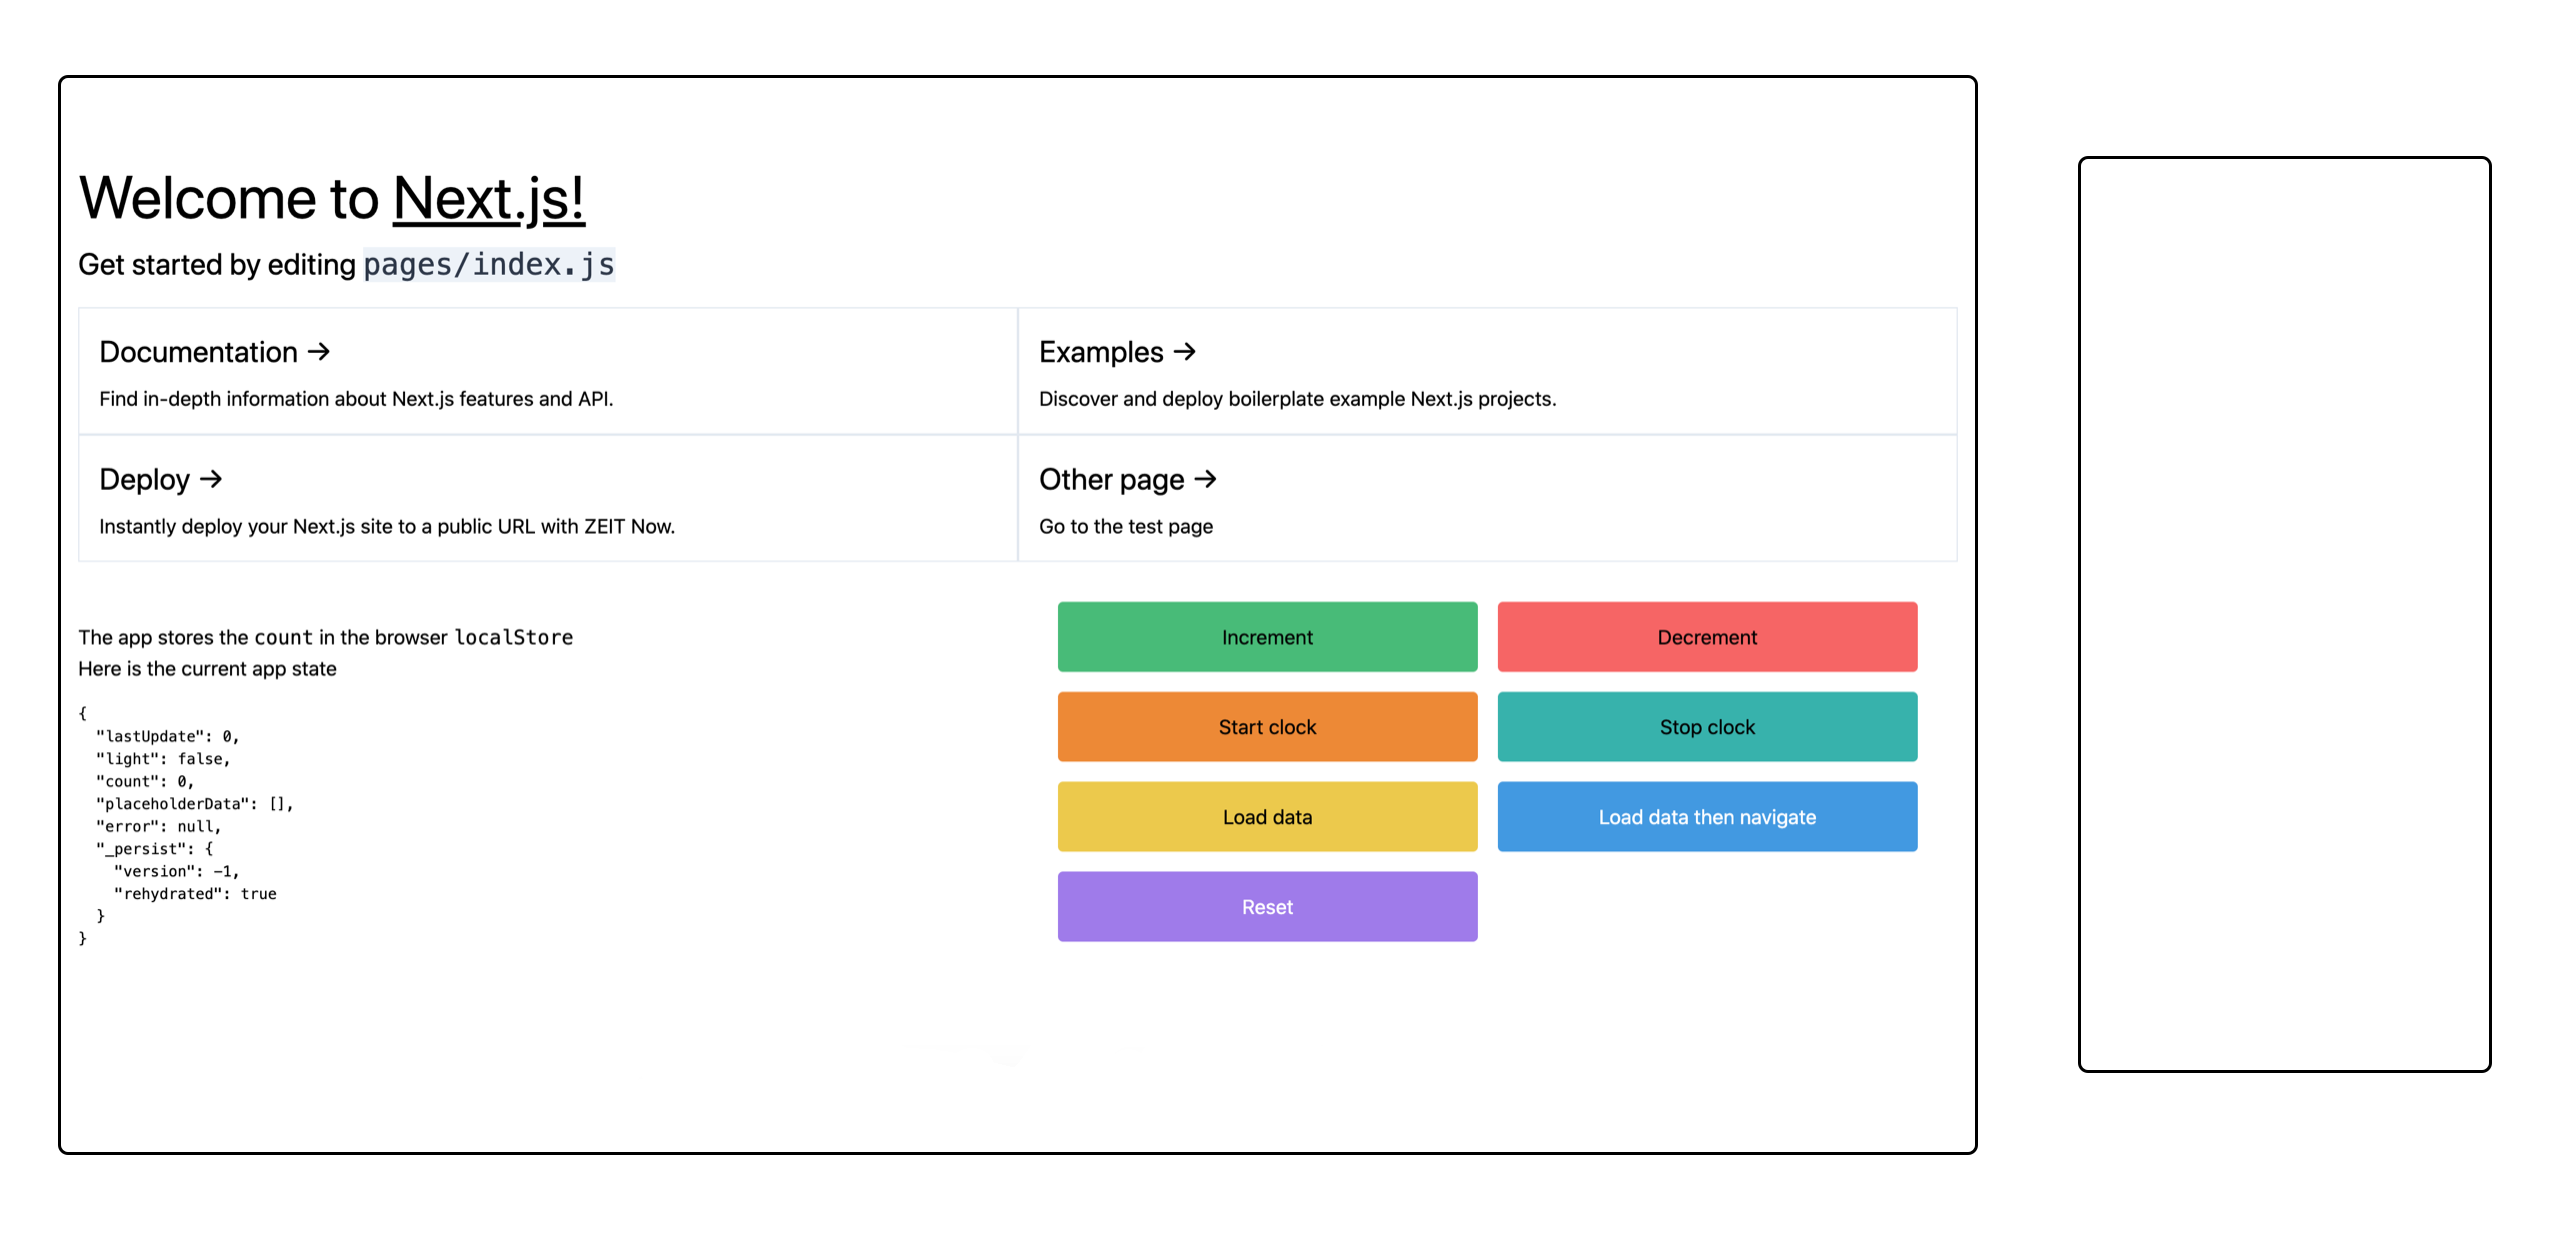 Welcome to Next.js!
Get started by editing pages/index.js
Documentation →
Find in-depth information about Next.js features and API.
Examples →
Discover and deploy boilerplate example Next.js projects.
Deploy →
Instantly deploy your Next.js site to a public URL with ZEIT Now.
Other page →
Go to the test page
The app stores the count in the browser localStore
Here is the current app state
{
  "lastUpdate": 0,
  "light": false,
  "count": 0,
  "placeholderData": [],
  "error": null,
  "_persist": {
    "version": -1,
    "rehydrated": true
  }
}
Increment
Decrement
Start clock
Stop clock
Load data
Load data then navigate
Reset